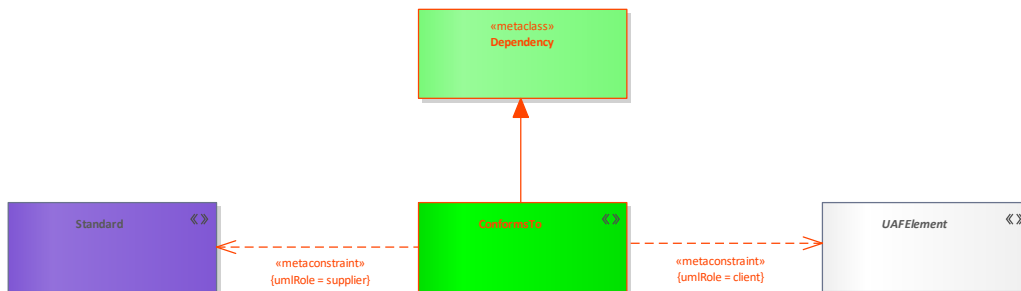 «metaclass»
Dependency
Standard
«»
ConformsTo
«»
UAFElement
«»
«metaconstraint»
{umlRole = supplier}
«metaconstraint»
{umlRole = client}